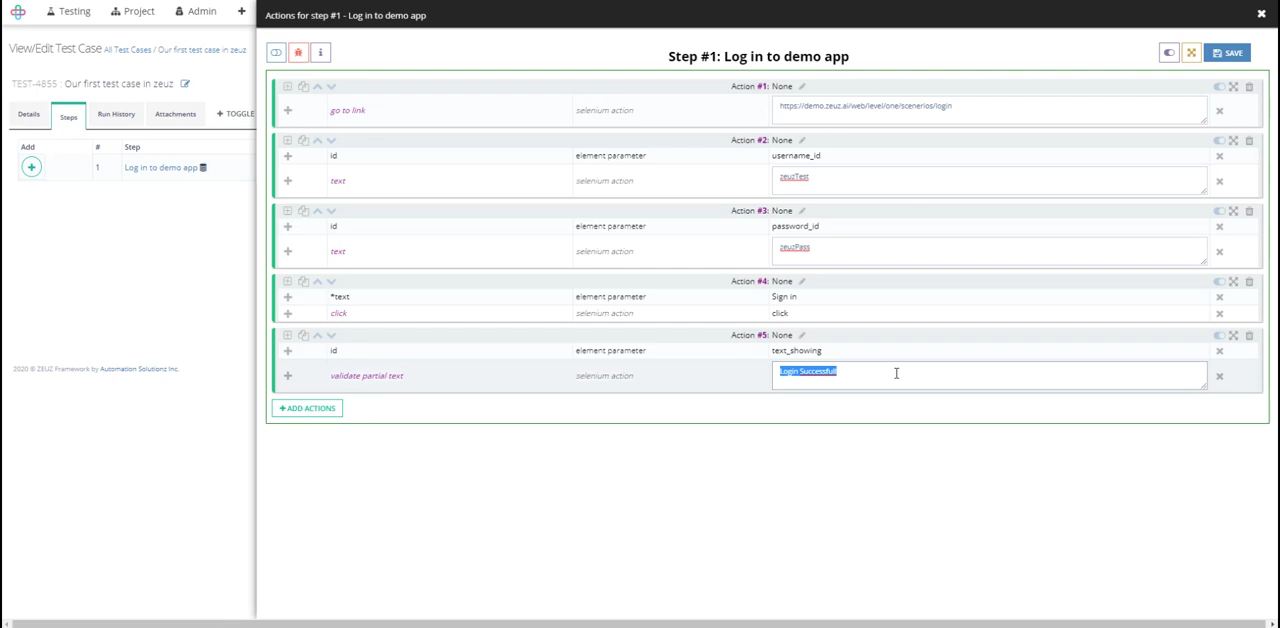 Testing Project Admin
Actions for step #1 - Log in to demo app
View/Edit Test Case All Test Cases / Our first test case in zeuz
Step #1: Log in to demo app
SAVE
TEST-4855 : Our first test case in zeuz
Details Steps Run History Attachments + TOGGLE
Add # Step
1 Log in to demo app
Action #1: None
go to link selenium action https://demo.zeuz.ai/web/level/one/scenerios/login
Action #2: None
id element parameter username_id
text selenium action zeuzTest
Action #3: None
id element parameter password_id
text selenium action zeuzPass
Action #4: None
*text element parameter Sign in
click selenium action click
Action #5: None
id element parameter text_showing
validate partial text selenium action Login Successfull
+ ADD ACTIONS
2020 © ZEUZ Framework by Automation Solutionz Inc.